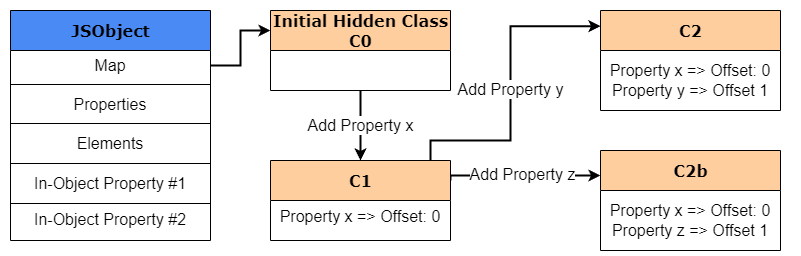 JSObject
Map
Properties
Elements
In-Object Property #1
In-Object Property #2
Initial Hidden Class
C0
Add Property x
C1
Property x => Offset: 0
Add Property y
C2
Property x => Offset: 0
Property y => Offset 1
Add Property z
C2b
Property x => Offset: 0
Property z => Offset 1